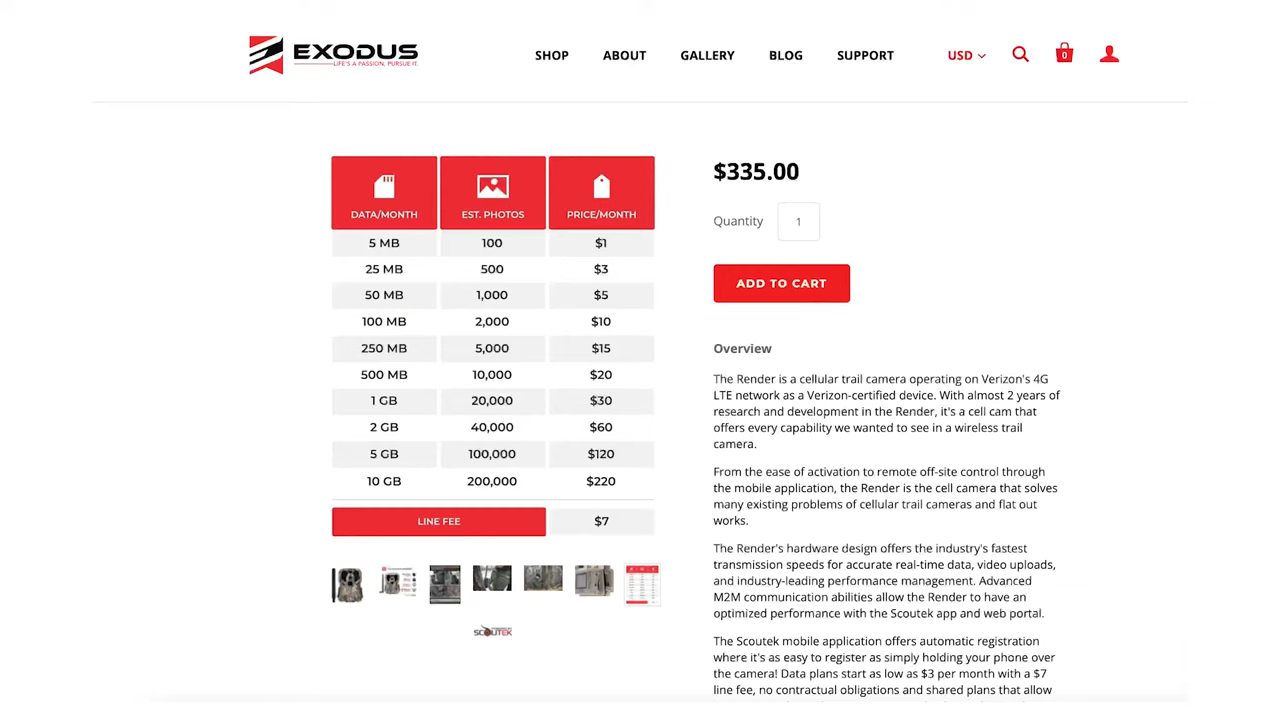 EXODUS
LIFE'S A PASSION, PURSUE IT.
SHOP ABOUT GALLERY BLOG SUPPORT USD 0
DATA/MONTH EST. PHOTOS PRICE/MONTH
5 MB 100 $1
25 MB 500 $3
50 MB 1,000 $5
100 MB 2,000 $10
250 MB 5,000 $15
500 MB 10,000 $20
1 GB 20,000 $30
2 GB 40,000 $60
5 GB 100,000 $120
10 GB 200,000 $220
LINE FEE $7
SCOUTEK
$335.00
Quantity 1
ADD TO CART
Overview
The Render is a cellular trail camera operating on Verizon's 4G
LTE network as a Verizon-certified device. With almost 2 years of
research and development in the Render, it's a cell cam that
offers every capability we wanted to see in a wireless trail
camera.
From the ease of activation to remote off-site control through
the mobile application, the Render is the cell camera that solves
many existing problems of cellular trail cameras and flat out
works.
The Render's hardware design offers the industry's fastest
transmission speeds for accurate real-time data, video uploads,
and industry-leading performance management. Advanced
M2M communication abilities allow the Render to have an
optimized performance with the Scoutek app and web portal.
The Scoutek mobile application offers automatic registration
where it's as easy to register as simply holding your phone over
the camera! Data plans start as low as $3 per month with a $7
line fee, no contractual obligations and shared plans that allow